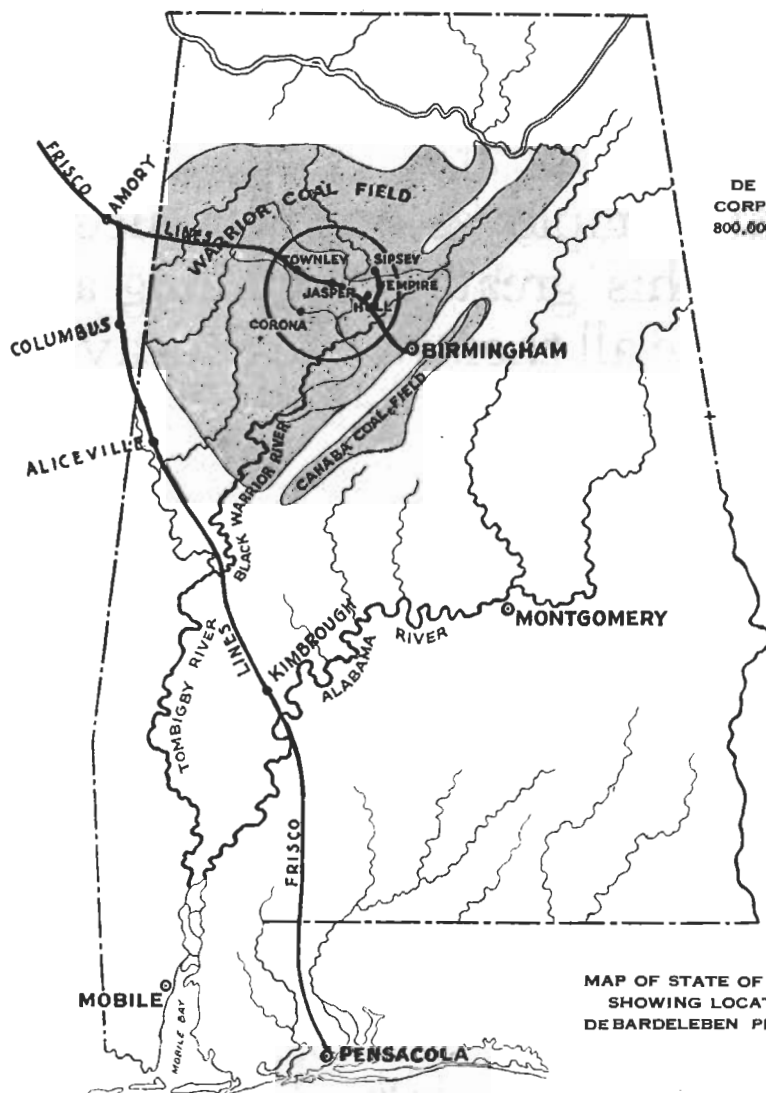 FRISCO
AMORY
LINES
WARRIOR COAL FIELD
DE
CORP
800,000
TOWNLEY
SIPSEY
JASPER
EMPIRE
HULL
CORONA
COLUMBUS
BIRMINGHAM
CAHABA COAL FIELD
ALICEVILLE
BLACK WARRIOR RIVER
LINES
KIMBROUGH
MONTGOMERY
ALABAMA
RIVER
TOMBIGBY RIVER
FRISCO
MOBILE
MOBILE BAY
PENSACOLA
MAP OF STATE OF
SHOWING LOCAT
DEBARDELEBEN P